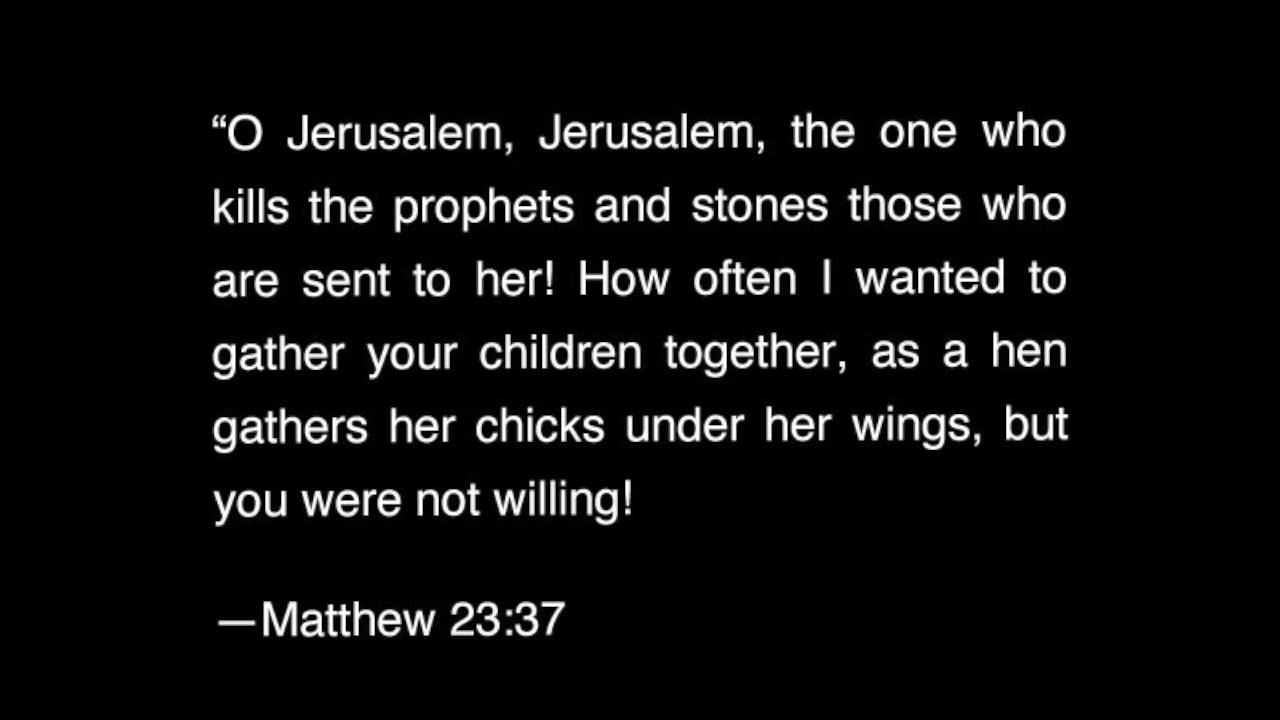 “O Jerusalem, Jerusalem, the one who
kills the prophets and stones those who
are sent to her! How often I wanted to
gather your children together, as a hen
gathers her chicks under her wings, but
you were not willing!
—Matthew 23:37